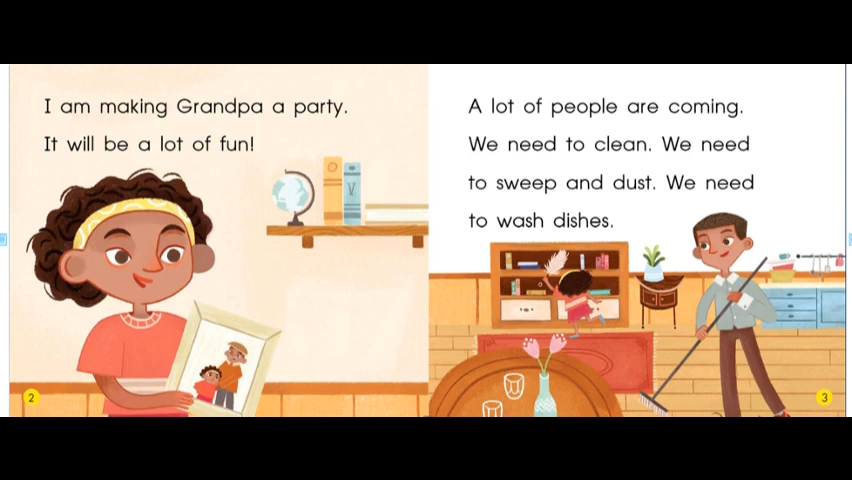 I am making Grandpa a party.
It will be a lot of fun!
2
A lot of people are coming.
We need to clean. We need
to sweep and dust. We need
to wash dishes.
3